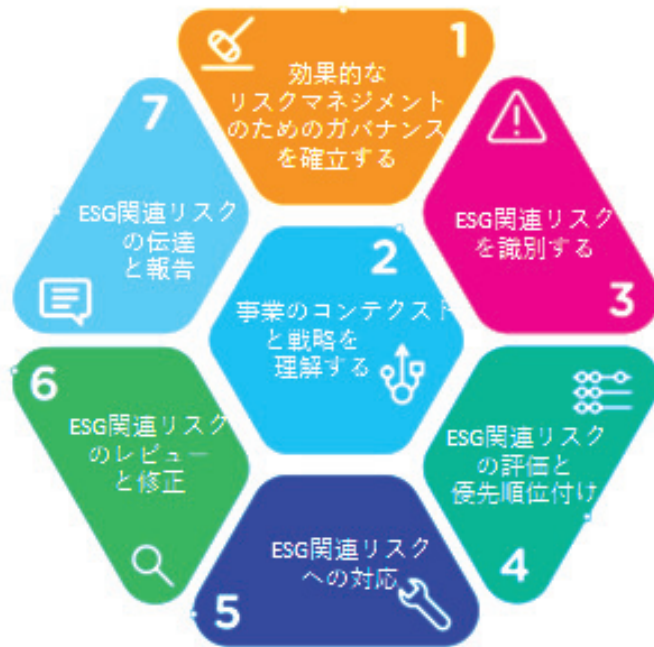 1
効果的な
リスクマネジメント
のためのガバナンス
を確立する
2
事業のコンテクスト
と戦略を
理解する
ESG関連リスク
を識別する
3
ESG関連リスク
の評価と
優先順位付け
4
ESG関連リスク
への対応
5
6
ESG関連リスク
のレビュー
と修正
7
ESG関連リスク
の伝達
と報告